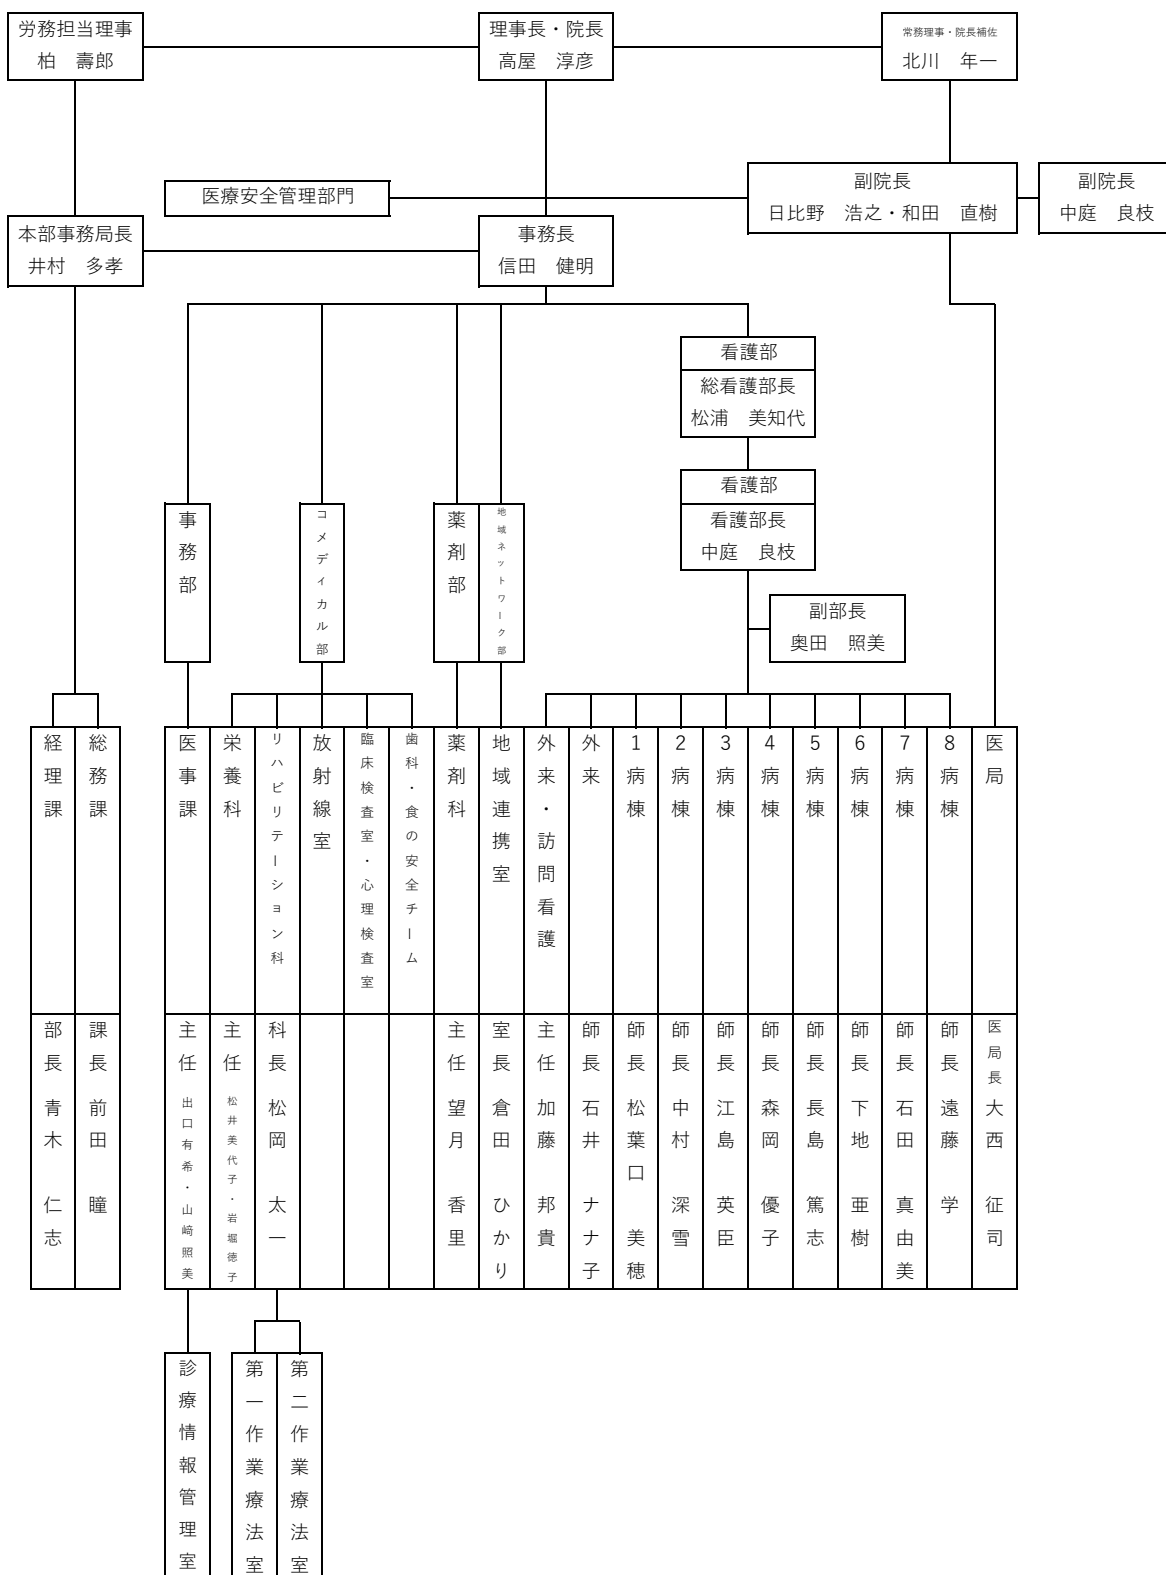 労務担当理事
柏　壽郎
理事長・院長
高屋　淳彦
常務理事・院長補佐
北川　年一
医療安全管理部門
副院長
日比野　浩之・和田　直樹
副院長
中庭　良枝
本部事務局長
井村　多孝
事務長
信田　健明
看護部
総看護部長
松浦　美知代
看護部
看護部長
中庭　良枝
副部長
奥田　照美
事務部
コメディカル部
薬剤部
地域ネットワーク部
経理課
総務課
医事課
栄養科
リハビリテーション科
放射線室
臨床検査室・心理検査室
歯科・食の安全チーム
薬剤科
地域連携室
外来・訪問看護
外来
1病棟
2病棟
3病棟
4病棟
5病棟
6病棟
7病棟
8病棟
医局
部長 青木　仁志
課長 前田　瞳
主任 出口有希・山﨑照美
主任 松井美代子・岩堀徳子
科長 松岡　太一
主任 望月　香里
室長 倉田　ひかり
主任 加藤　邦貴
師長 石井　ナナ子
師長 松葉口　美穂
師長 中村　深雪
師長 江島　英臣
師長 森岡　優子
師長 長島　篤志
師長 下地　亜樹
師長 石田　真由美
師長 遠藤　学
医局長 大西　征司
診療情報管理室
第一作業療法室
第二作業療法室